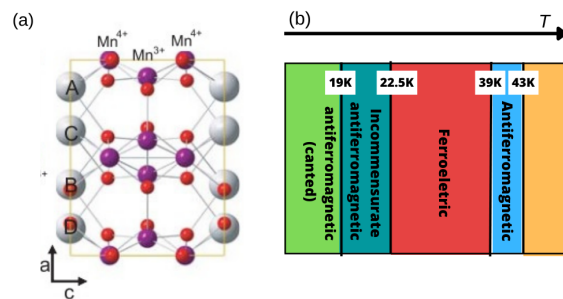 (a)
Mn4+
Mn3+
Mn4+
A
C
B
D
a
c
+
(b)
T
19K
22.5K
39K
43K
antiferromagnetic
(canted)
Incommensurate
antiferromagnetic
Ferroeletric
Antiferromagnetic